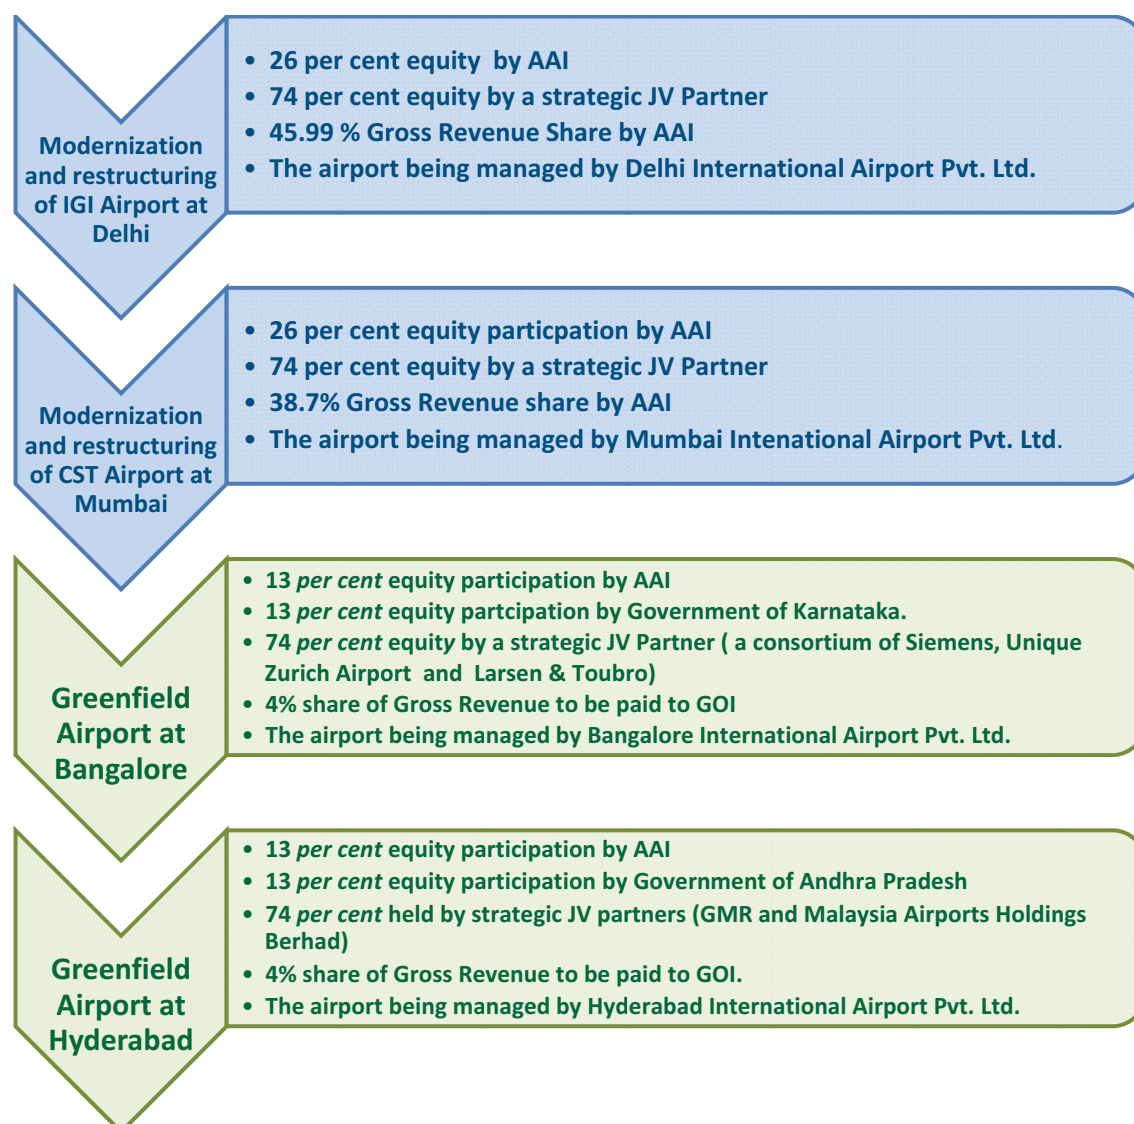 Modernization
and restructuring
of IGI Airport at
Delhi
• 26 per cent equity  by AAI
• 74 per cent equity by a strategic JV Partner
• 45.99 % Gross Revenue Share by AAI
• The airport being managed by Delhi International Airport Pvt. Ltd.
Modernization
and restructuring
of CST Airport at
Mumbai
• 26 per cent equity particpation by AAI
• 74 per cent equity by a strategic JV Partner
• 38.7% Gross Revenue share by AAI
• The airport being managed by Mumbai Intenational Airport Pvt. Ltd.
Greenfield
Airport at
Bangalore
• 13 per cent equity participation by AAI
• 13 per cent equity partcipation by Government of Karnataka.
• 74 per cent equity by a strategic JV Partner ( a consortium of Siemens, Unique
Zurich Airport  and  Larsen & Toubro)
• 4% share of Gross Revenue to be paid to GOI
• The airport being managed by Bangalore International Airport Pvt. Ltd.
Greenfield
Airport at
Hyderabad
• 13 per cent equity participation by AAI
• 13 per cent equity participation by Government of Andhra Pradesh
• 74 per cent held by strategic JV partners (GMR and Malaysia Airports Holdings
Berhad)
• 4% share of Gross Revenue to be paid to GOI.
• The airport being managed by Hyderabad International Airport Pvt. Ltd.